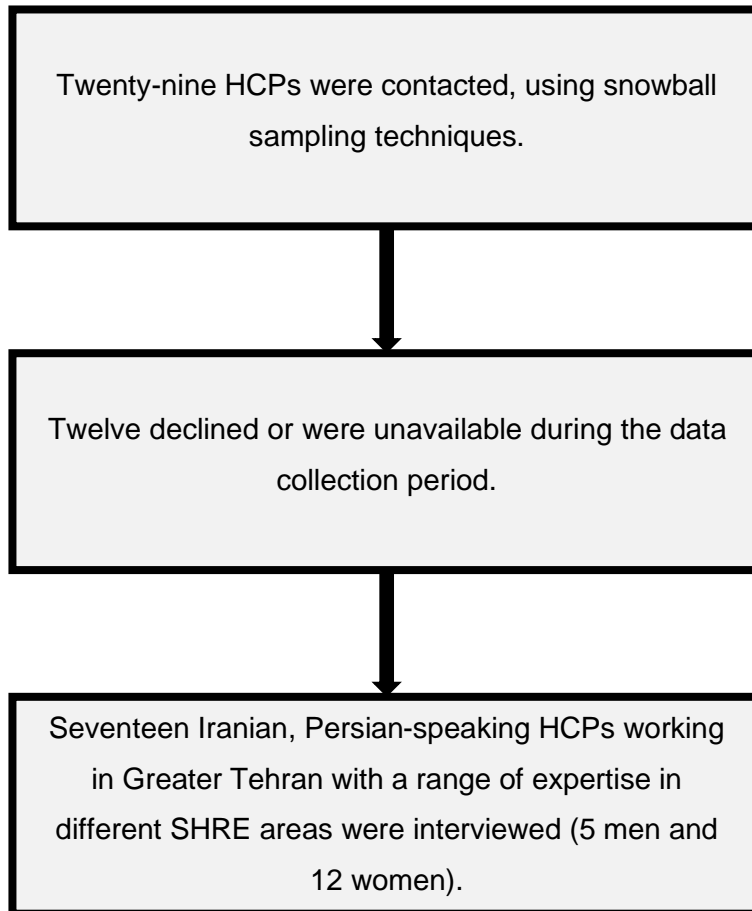 Twenty-nine HCPs were contacted, using snowball
sampling techniques.
Twelve declined or were unavailable during the data
collection period.
Seventeen Iranian, Persian-speaking HCPs working
in Greater Tehran with a range of expertise in
different SHRE areas were interviewed (5 men and
12 women).